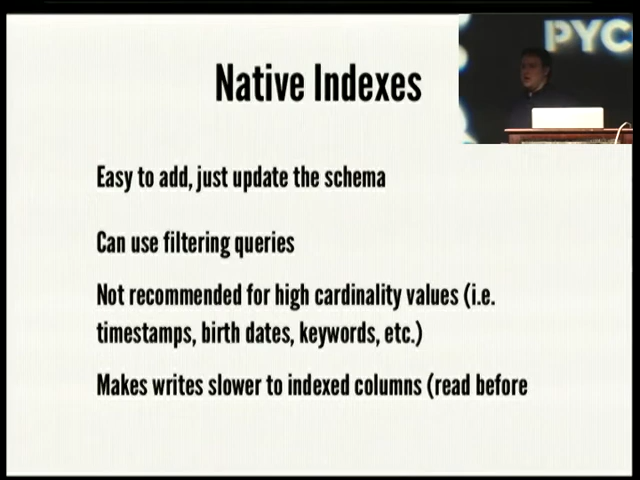 PYC
Native Indexes
Easy to add, just update the schema
Can use filtering queries
Not recommended for high cardinality values (i.e.
timestamps, birth dates, keywords, etc.)
Makes writes slower to indexed columns (read before